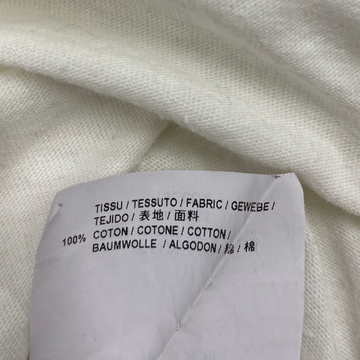 TISSU / TESSUTO / FABRIC / GEWEBE /
TEJIDO / 表地 / 面料
100% COTON / COTONE / COTTON /
BAUMWOLLE / ALGODON / 綿 / 棉